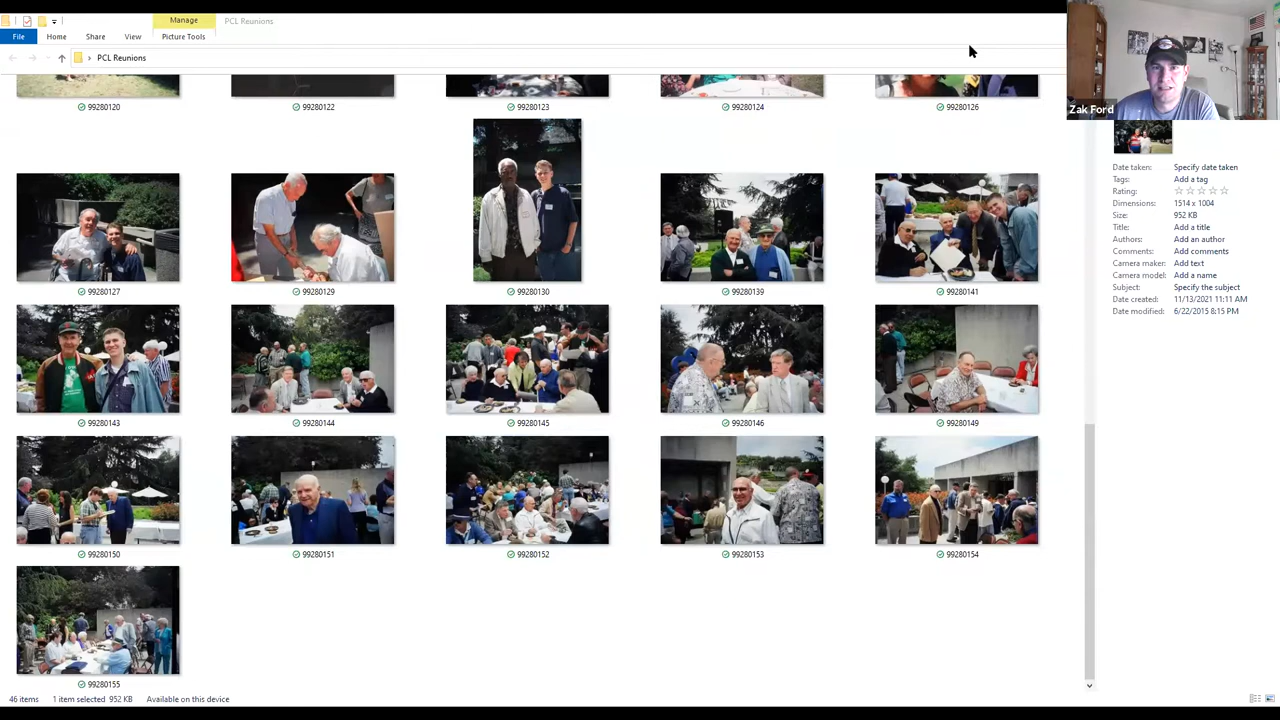 Manage
PCL Reunions
File
Home
Share
View
Picture Tools
PCL Reunions
Zak Ford
99280120
99280122
99280123
99280124
99280126
99280127
99280129
99280130
99280139
99280141
99280143
99280144
99280145
99280146
99280149
99280150
99280151
99280152
99280153
99280154
99280155
Date taken: Specify date taken
Tags: Add a tag
Rating:
Dimensions: 1514 x 1004
Size: 952 KB
Title: Add a title
Authors: Add an author
Comments: Add comments
Camera maker: Add text
Camera model: Add a name
Subject: Specify the subject
Date created: 11/13/2021 11:11 AM
Date modified: 6/22/2015 8:15 PM
46 items 1 item selected 952 KB Available on this device